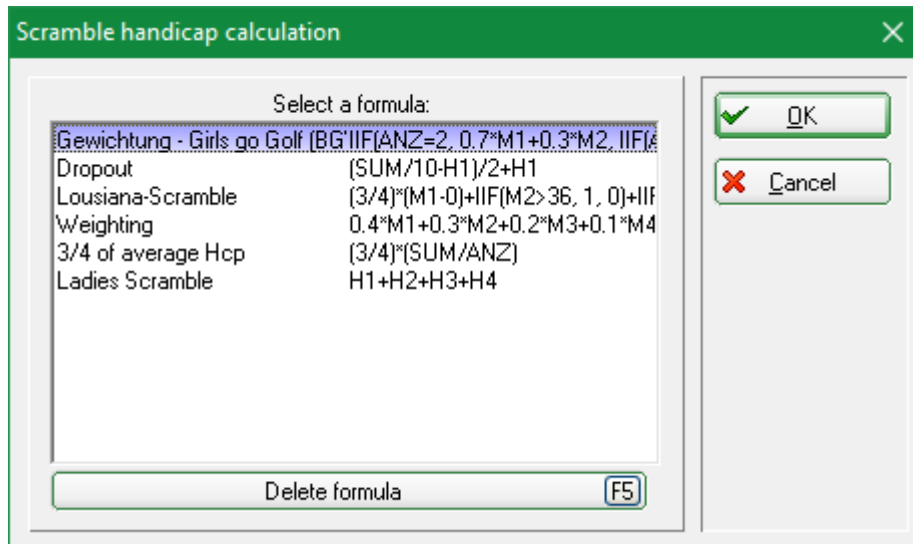 Scramble handicap calculation
Select a formula:
Gewichtung - Girls go Golf (BG'IIF(ANZ=2, 0.7*M1+0.3*M2, IIF(A
Dropout (SUM/10-H1)/2+H1
Lousiana-Scramble (3/4)*(M1-0)+IIF(M2>36, 1, 0)+IIF
Weighting 0.4*M1+0.3*M2+0.2*M3+0.1*M4
3/4 of average Hcp (3/4)*(SUM/ANZ)
Ladies Scramble H1+H2+H3+H4
Delete formula F5
OK
Cancel